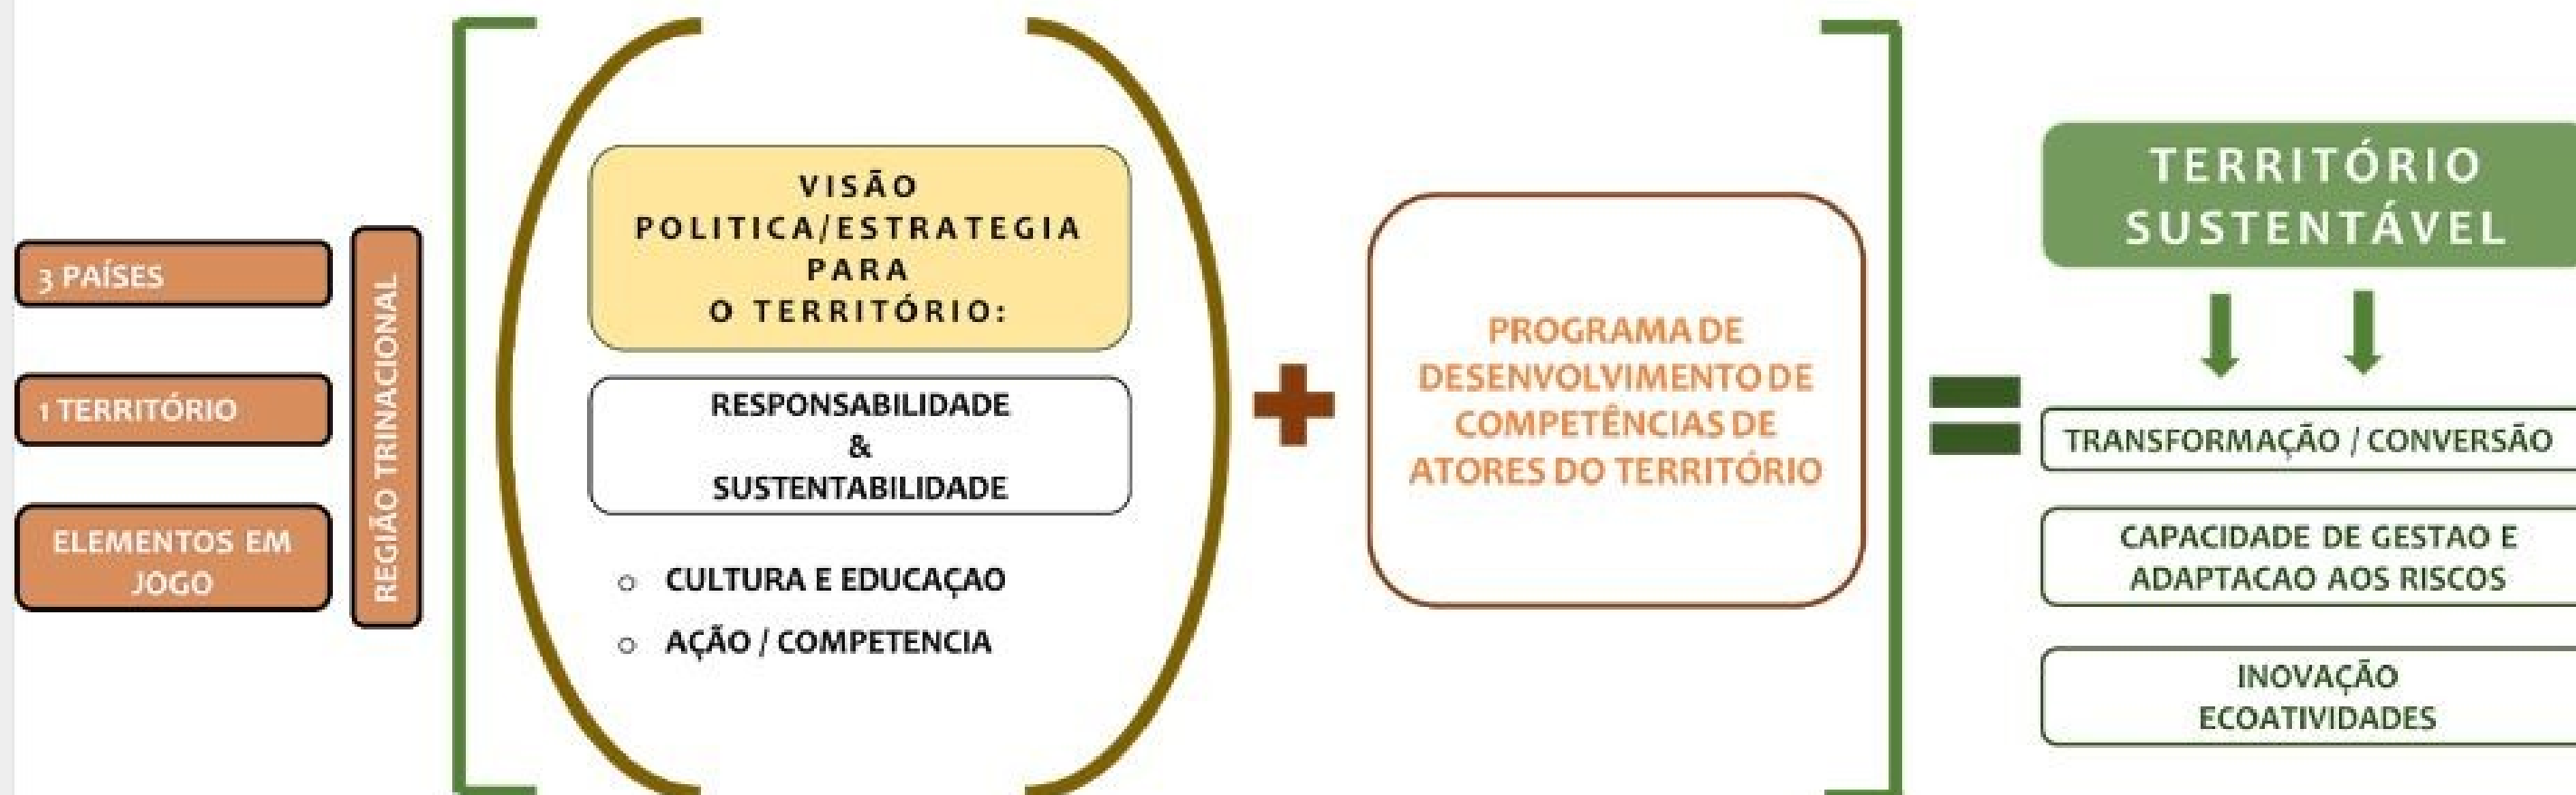 3 PAÍSES
1 TERRITÓRIO
ELEMENTOS EM
JOGO
REGIÃO TRINACIONAL
VISÃO
POLITICA/ESTRATEGIA
PARA
O TERRITÓRIO:
RESPONSABILIDADE
&
SUSTENTABILIDADE
CULTURA E EDUCAÇAO
AÇÃO / COMPETENCIA
PROGRAMA DE
DESENVOLVIMENTO DE
COMPETÊNCIAS DE
ATORES DO TERRITÓRIO
TERRITÓRIO
SUSTENTÁVEL
TRANSFORMAÇÃO / CONVERSÃO
CAPACIDADE DE GESTAO E
ADAPTACAO AOS RISCOS
INOVAÇÃO
ECOATIVIDADES